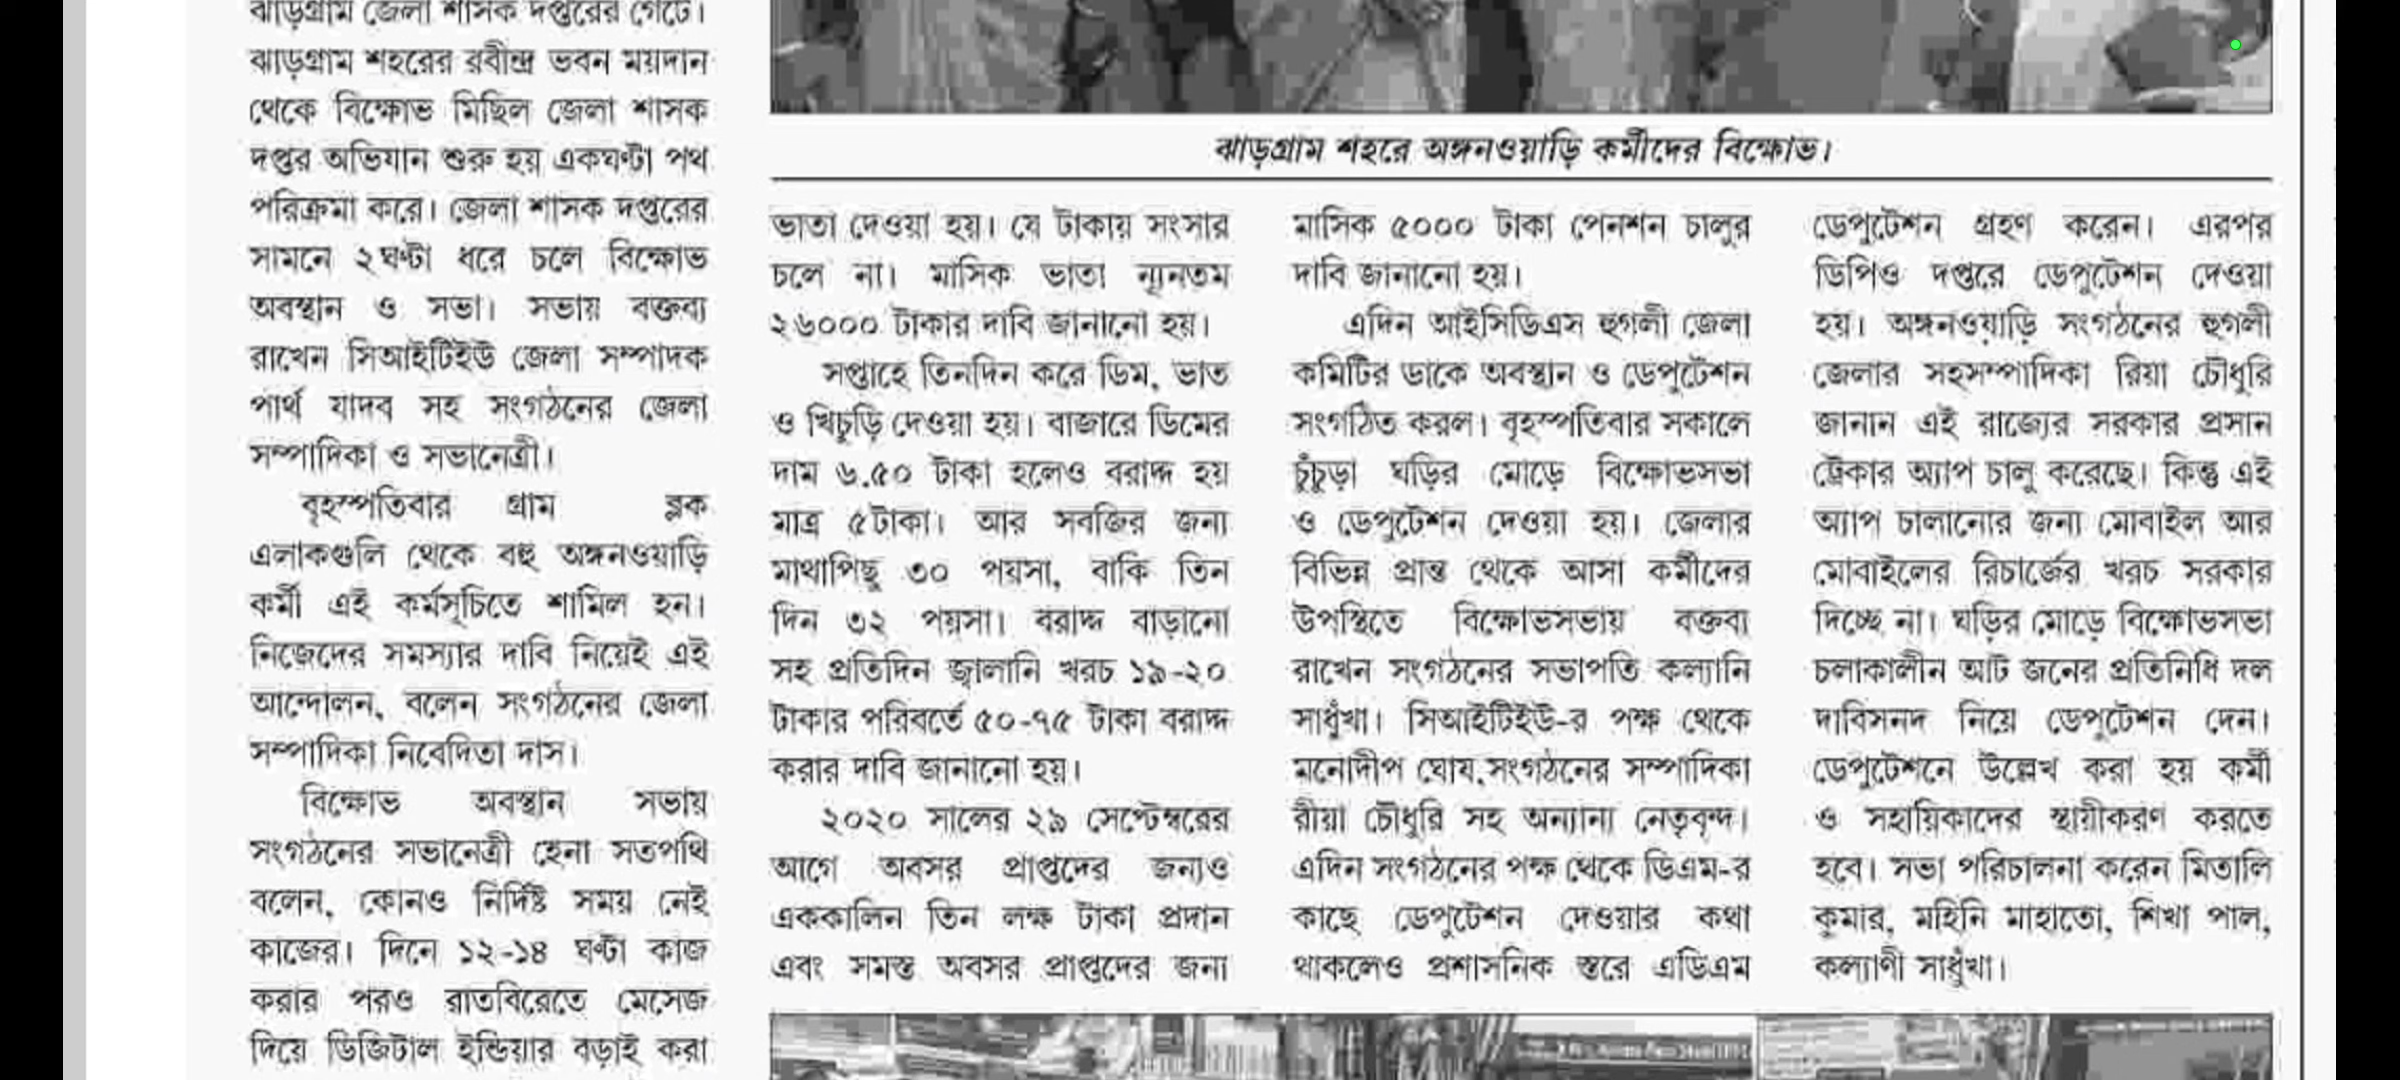 ঝাড়গ্রাম জেলা শাসক দপ্তরের গেটে।
ঝাড়গ্রাম শহরের রবীন্দ্র ভবন ময়দান
থেকে বিক্ষোভ মিছিল জেলা শাসক
দপ্তর অভিযান শুরু হয় একঘণ্টা পথ
পরিক্রমা করে। জেলা শাসক দপ্তরের
সামনে ২ঘণ্টা ধরে চলে বিক্ষোভ
অবস্থান ও সভা। সভায় বক্তব্য
রাখেন সিআইটিইউ জেলা সম্পাদক
পার্থ যাদব সহ সংগঠনের জেলা
সম্পাদিকা ও সভানেত্রী।
বৃহস্পতিবার গ্রাম ব্লক
এলাকগুলি থেকে বহু অঙ্গনওয়াড়ি
কর্মী এই কর্মসূচিতে শামিল হন।
নিজেদের সমস্যার দাবি নিয়েই এই
আন্দোলন, বলেন সংগঠনের জেলা
সম্পাদিকা নিবেদিতা দাস।
বিক্ষোভ অবস্থান সভায়
সংগঠনের সভানেত্রী হেনা সতপথি
বলেন, কোনও নির্দিষ্ট সময় নেই
কাজের। দিনে ১২-১৪ ঘণ্টা কাজ
করার পরও রাতবিরেতে মেসেজ
দিয়ে ডিজিটাল ইন্ডিয়ার বড়াই করা
ঝাড়গ্রাম শহরে অঙ্গনওয়াড়ি কর্মীদের বিক্ষোভ।
ভাতা দেওয়া হয়। যে টাকায় সংসার
চলে না। মাসিক ভাতা ন্যূনতম
২৬০০০ টাকার দাবি জানানো হয়।
সপ্তাহে তিনদিন করে ডিম, ভাত
ও খিচুড়ি দেওয়া হয়। বাজারে ডিমের
দাম ৬.৫০ টাকা হলেও বরাদ্দ হয়
মাত্র ৫টাকা। আর সবজির জন্য
মাথাপিছু ৩০ পয়সা, বাকি তিন
দিন ৩২ পয়সা। বরাদ্দ বাড়ানো
সহ প্রতিদিন জ্বালানি খরচ ১৯-২০
টাকার পরিবর্তে ৫০-৭৫ টাকা বরাদ্দ
করার দাবি জানানো হয়।
২০২০ সালের ২৯ সেপ্টেম্বরের
আগে অবসর প্রাপ্তদের জন্যও
এককালিন তিন লক্ষ টাকা প্রদান
এবং সমস্ত অবসর প্রাপ্তদের জন্য
মাসিক ৫০০০ টাকা পেনশন চালুর
দাবি জানানো হয়।
এদিন আইসিডিএস হুগলী জেলা
কমিটির ডাকে অবস্থান ও ডেপুটেশন
সংগঠিত করল। বৃহস্পতিবার সকালে
চুঁচুড়া ঘড়ির মোড়ে বিক্ষোভসভা
ও ডেপুটেশন দেওয়া হয়। জেলার
বিভিন্ন প্রান্ত থেকে আসা কর্মীদের
উপস্থিতে বিক্ষোভসভায় বক্তব্য
রাখেন সংগঠনের সভাপতি কল্যানি
সাধুঁখা। সিআইটিইউ-র পক্ষ থেকে
মনোদীপ ঘোষ,সংগঠনের সম্পাদিকা
রীয়া চৌধুরি সহ অন্যান্য নেতৃবৃন্দ।
এদিন সংগঠনের পক্ষ থেকে ডিএম-র
কাছে ডেপুটেশন দেওয়ার কথা
থাকলেও প্রশাসনিক স্তরে এডিএম
ডেপুটেশন গ্রহণ করেন। এরপর
ডিপিও দপ্তরে ডেপুটেশন দেওয়া
হয়। অঙ্গনওয়াড়ি সংগঠনের হুগলী
জেলার সহসম্পাদিকা রিয়া চৌধুরি
জানান এই রাজ্যের সরকার প্রসান
ট্রেকার অ্যাপ চালু করেছে। কিন্তু এই
অ্যাপ চালানোর জন্য মোবাইল আর
মোবাইলের রিচার্জের খরচ সরকার
দিচ্ছে না। ঘড়ির মোড়ে বিক্ষোভসভা
চলাকালীন আট জনের প্রতিনিধি দল
দাবিসনদ নিয়ে ডেপুটেশন দেন।
ডেপুটেশনে উল্লেখ করা হয় কর্মী
ও সহায়িকাদের স্থায়ীকরণ করতে
হবে। সভা পরিচালনা করেন মিতালি
কুমার, মহিনি মাহাতো, শিখা পাল,
কল্যাণী সাধুঁখা।